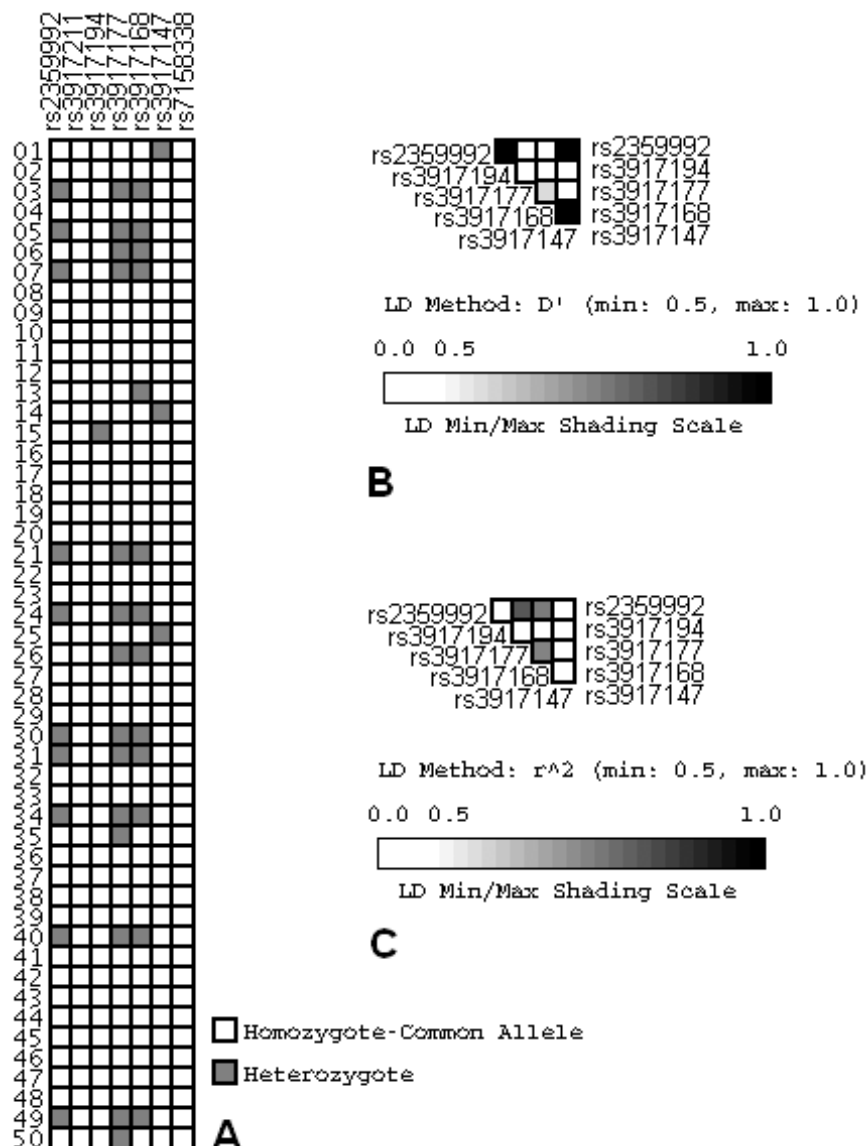 rs2359992
rs3917211
rs3917194
rs3917177
rs3917168
rs3917147
rs7158338
01
02
03
04
05
06
07
08
09
10
11
12
13
14
15
16
17
18
19
20
21
22
23
24
25
26
27
28
29
30
31
32
33
34
35
36
37
38
39
40
41
42
43
44
45
46
47
48
49
50
Homozygote-Common Allele
Heterozygote
A
rs2359992 rs2359992
rs3917194 rs3917194
rs3917177 rs3917177
rs3917168 rs3917168
rs3917147 rs3917147
LD Method: D' (min: 0.5, max: 1.0)
0.0 0.5 1.0
LD Min/Max Shading Scale
B
rs2359992 rs2359992
rs3917194 rs3917194
rs3917177 rs3917177
rs3917168 rs3917168
rs3917147 rs3917147
LD Method: r^2 (min: 0.5, max: 1.0)
0.0 0.5 1.0
LD Min/Max Shading Scale
C